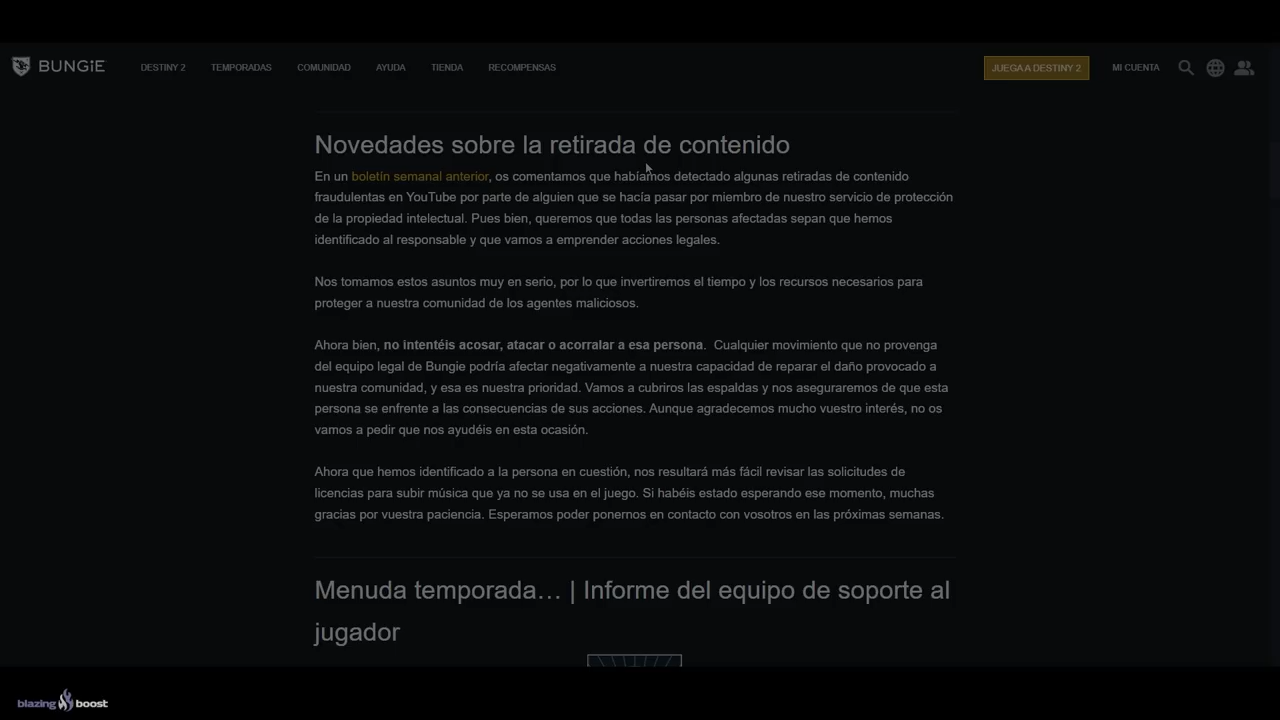 BUNGiE
DESTINY 2 TEMPORADAS COMUNIDAD AYUDA TIENDA RECOMPENSAS JUEGA A DESTINY 2 MI CUENTA
Novedades sobre la retirada de contenido
En un boletín semanal anterior, os comentamos que habíamos detectado algunas retiradas de contenido
fraudulentas en YouTube por parte de alguien que se hacía pasar por miembro de nuestro servicio de protección
de la propiedad intelectual. Pues bien, queremos que todas las personas afectadas sepan que hemos
identificado al responsable y que vamos a emprender acciones legales.
Nos tomamos estos asuntos muy en serio, por lo que invertiremos el tiempo y los recursos necesarios para
proteger a nuestra comunidad de los agentes maliciosos.
Ahora bien, no intentéis acosar, atacar o acorralar a esa persona. Cualquier movimiento que no provenga
del equipo legal de Bungie podría afectar negativamente a nuestra capacidad de reparar el daño provocado a
nuestra comunidad, y esa es nuestra prioridad. Vamos a cubriros las espaldas y nos aseguraremos de que esta
persona se enfrente a las consecuencias de sus acciones. Aunque agradecemos mucho vuestro interés, no os
vamos a pedir que nos ayudéis en esta ocasión.
Ahora que hemos identificado a la persona en cuestión, nos resultará más fácil revisar las solicitudes de
licencias para subir música que ya no se usa en el juego. Si habéis estado esperando ese momento, muchas
gracias por vuestra paciencia. Esperamos poder ponernos en contacto con vosotros en las próximas semanas.
Menuda temporada… | Informe del equipo de soporte al
jugador
blazing boost